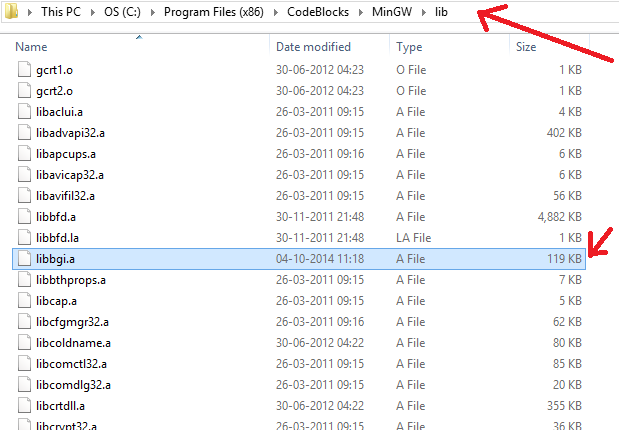 This PC OS (C:) Program Files (x86) CodeBlocks MinGW lib
Name Date modified Type Size
gcrt1.o 30-06-2012 04:23 O File 1 KB
gcrt2.o 30-06-2012 04:23 O File 1 KB
libaclui.a 26-03-2011 09:15 A File 4 KB
libadvapi32.a 26-03-2011 09:15 A File 402 KB
libapcups.a 26-03-2011 09:16 A File 6 KB
libavicap32.a 26-03-2011 09:15 A File 6 KB
libavifil32.a 26-03-2011 09:15 A File 56 KB
libbfd.a 30-11-2011 21:48 A File 4,882 KB
libbfd.la 30-11-2011 21:48 LA File 1 KB
libbgi.a 04-10-2014 11:18 A File 119 KB
libbthprops.a 26-03-2011 09:15 A File 7 KB
libcap.a 26-03-2011 09:15 A File 5 KB
libcfgmgr32.a 26-03-2011 09:16 A File 62 KB
libcoldname.a 30-06-2012 04:22 A File 80 KB
libcomctl32.a 26-03-2011 09:15 A File 85 KB
libcomdlg32.a 26-03-2011 09:15 A File 20 KB
libcrtdll.a 30-06-2012 04:22 A File 355 KB
libcrypt32.a 26-03-2011 09:15 A File 36 KB